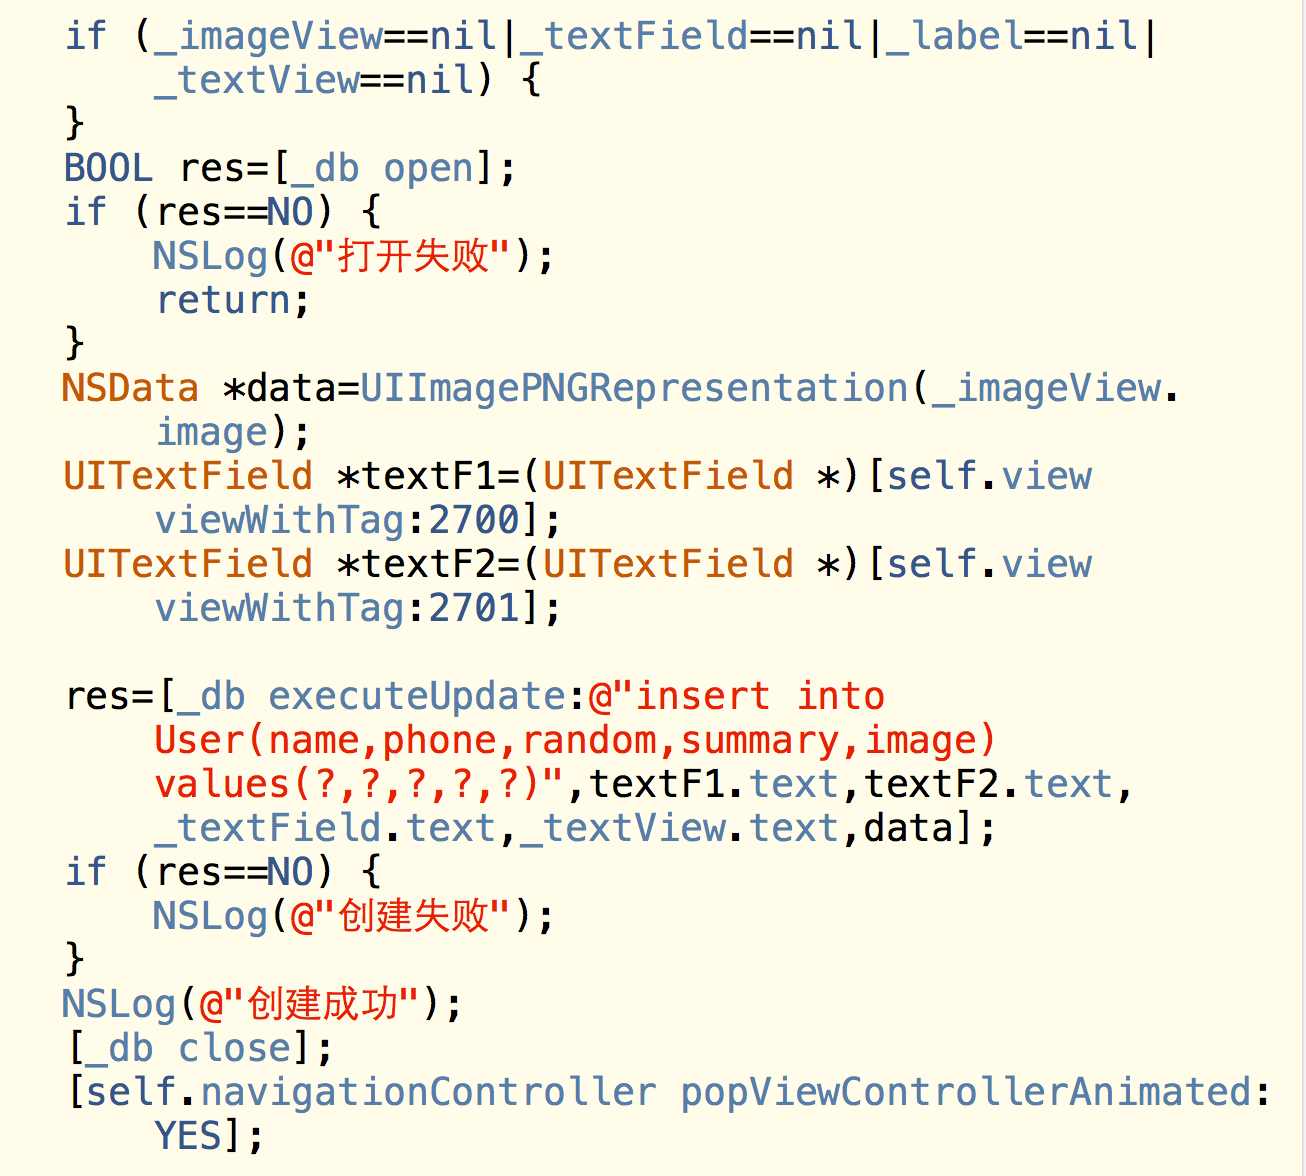 if (_imageView==nil|_textField==nil|_label==nil|
_textView==nil) {
}
BOOL res=[_db open];
if (res==NO) {
NSLog(@"打开失败");
return;
}
NSData *data=UIImagePNGRepresentation(_imageView.
image);
UITextField *textF1=(UITextField *)[self.view
viewWithTag:2700];
UITextField *textF2=(UITextField *)[self.view
viewWithTag:2701];
res=[_db executeUpdate:@"insert into
User(name,phone,random,summary,image)
values(?,?,?,?,?)",textF1.text,textF2.text,
_textField.text,_textView.text,data];
if (res==NO) {
NSLog(@"创建失败");
}
NSLog(@"创建成功");
[_db close];
[self.navigationController popViewControllerAnimated:
YES];